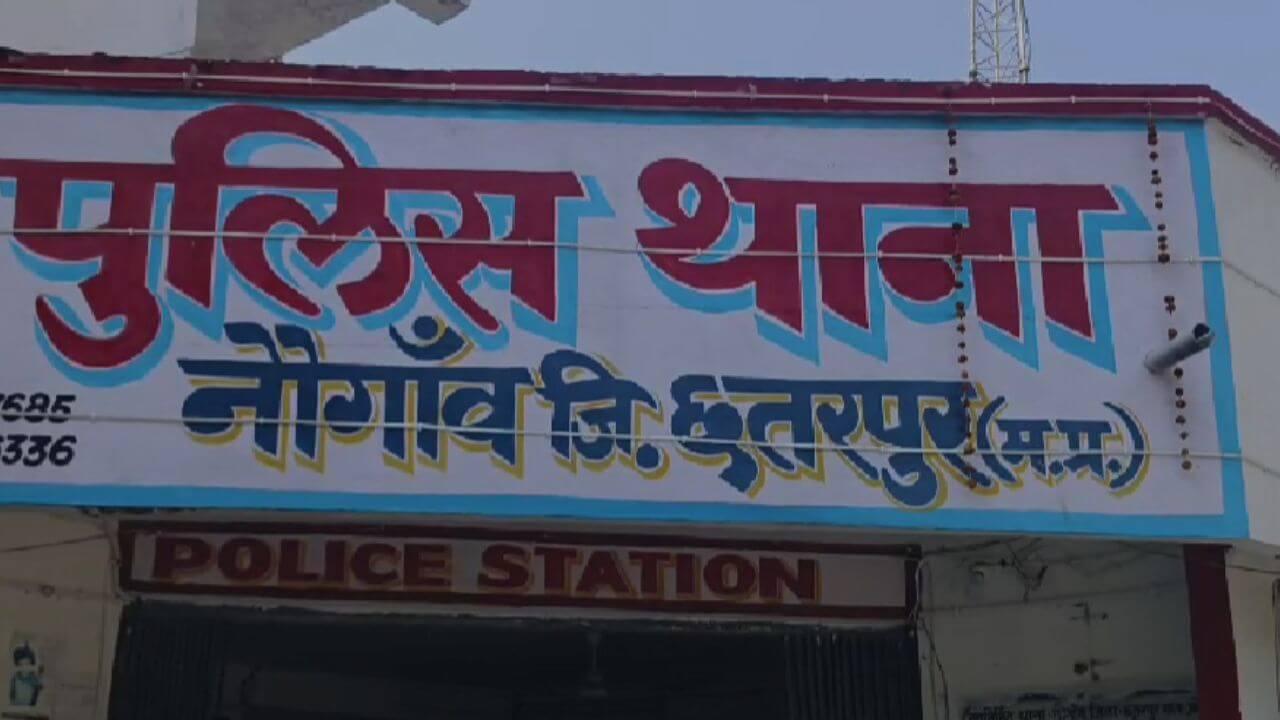 पुलिस थाना
नौगाँव जि. छतरपुर (म.प्र.)
685
336
POLICE STATION